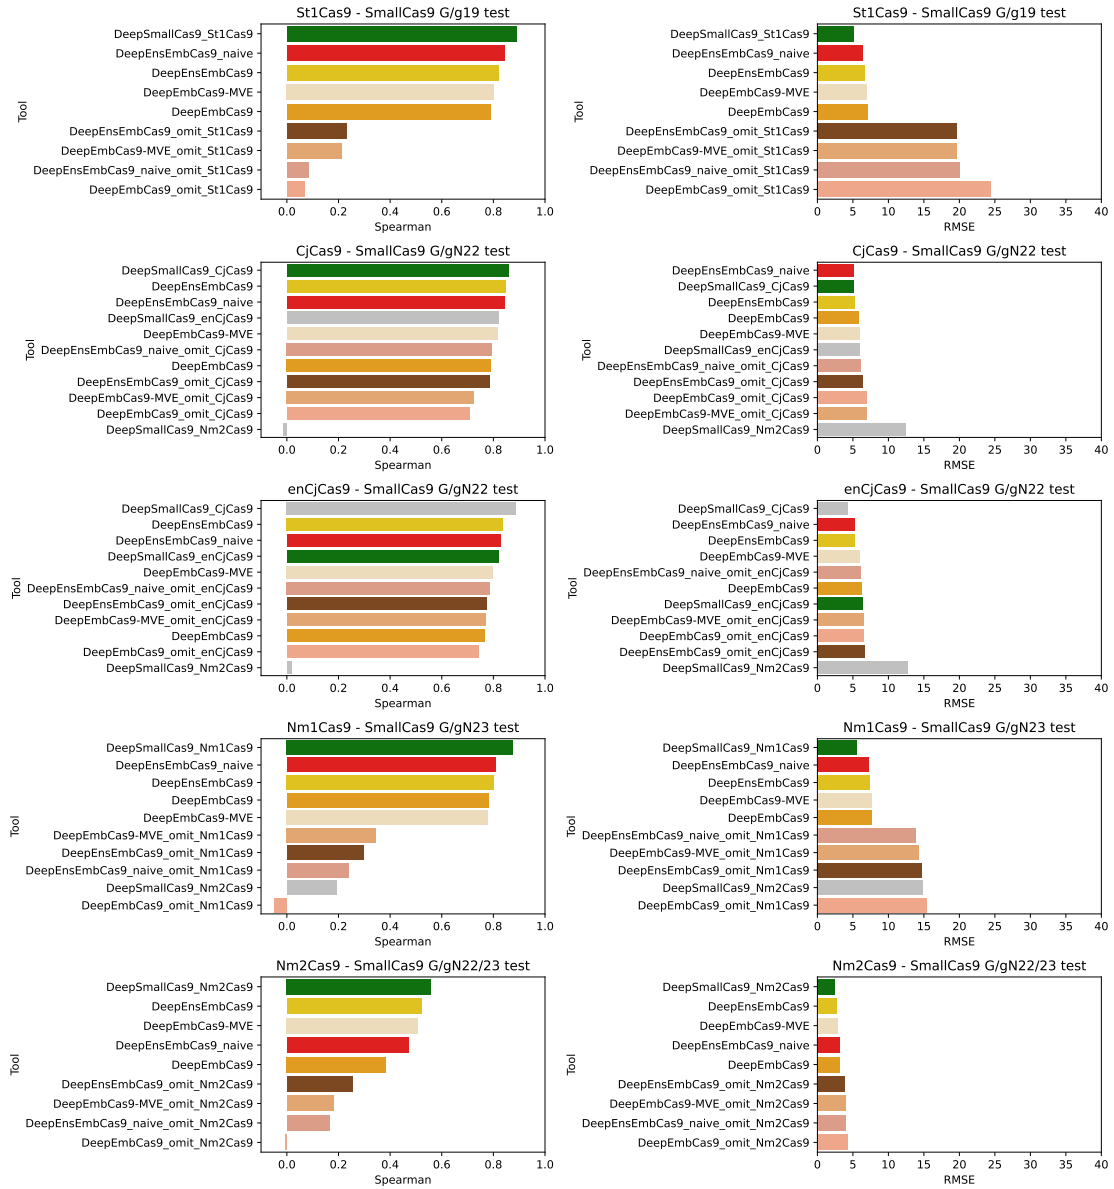 St1Cas9 - SmallCas9 G/g19 test
Tool
DeepSmallCas9_St1Cas9
DeepEnsEmbCas9_naive
DeepEnsEmbCas9
DeepEmbCas9-MVE
DeepEmbCas9
DeepEnsEmbCas9_omit_St1Cas9
DeepEmbCas9-MVE_omit_St1Cas9
DeepEnsEmbCas9_naive_omit_St1Cas9
DeepEmbCas9_omit_St1Cas9
0.0 0.2 0.4 0.6 0.8 1.0
Spearman
St1Cas9 - SmallCas9 G/g19 test
Tool
DeepSmallCas9_St1Cas9
DeepEnsEmbCas9_naive
DeepEnsEmbCas9
DeepEmbCas9-MVE
DeepEmbCas9
DeepEnsEmbCas9_omit_St1Cas9
DeepEmbCas9-MVE_omit_St1Cas9
DeepEnsEmbCas9_naive_omit_St1Cas9
DeepEmbCas9_omit_St1Cas9
0 5 10 15 20 25 30 35 40
RMSE
CjCas9 - SmallCas9 G/gN22 test
Tool
DeepSmallCas9_CjCas9
DeepEnsEmbCas9
DeepEnsEmbCas9_naive
DeepSmallCas9_enCjCas9
DeepEmbCas9-MVE
DeepEnsEmbCas9_naive_omit_CjCas9
DeepEmbCas9
DeepEnsEmbCas9_omit_CjCas9
DeepEmbCas9-MVE_omit_CjCas9
DeepEmbCas9_omit_CjCas9
DeepSmallCas9_Nm2Cas9
0.0 0.2 0.4 0.6 0.8 1.0
Spearman
CjCas9 - SmallCas9 G/gN22 test
Tool
DeepEnsEmbCas9_naive
DeepSmallCas9_CjCas9
DeepEnsEmbCas9
DeepEmbCas9
DeepEmbCas9-MVE
DeepSmallCas9_enCjCas9
DeepEnsEmbCas9_naive_omit_CjCas9
DeepEnsEmbCas9_omit_CjCas9
DeepEmbCas9_omit_CjCas9
DeepEmbCas9-MVE_omit_CjCas9
DeepSmallCas9_Nm2Cas9
0 5 10 15 20 25 30 35 40
RMSE
enCjCas9 - SmallCas9 G/gN22 test
Tool
DeepSmallCas9_CjCas9
DeepEnsEmbCas9
DeepEnsEmbCas9_naive
DeepSmallCas9_enCjCas9
DeepEmbCas9-MVE
DeepEnsEmbCas9_naive_omit_enCjCas9
DeepEnsEmbCas9_omit_enCjCas9
DeepEmbCas9-MVE_omit_enCjCas9
DeepEmbCas9
DeepEmbCas9_omit_enCjCas9
DeepSmallCas9_Nm2Cas9
0.0 0.2 0.4 0.6 0.8 1.0
Spearman
enCjCas9 - SmallCas9 G/gN22 test
Tool
DeepSmallCas9_CjCas9
DeepEnsEmbCas9_naive
DeepEnsEmbCas9
DeepEmbCas9-MVE
DeepEnsEmbCas9_naive_omit_enCjCas9
DeepEmbCas9
DeepSmallCas9_enCjCas9
DeepEmbCas9-MVE_omit_enCjCas9
DeepEmbCas9_omit_enCjCas9
DeepEnsEmbCas9_omit_enCjCas9
DeepSmallCas9_Nm2Cas9
0 5 10 15 20 25 30 35 40
RMSE
Nm1Cas9 - SmallCas9 G/gN23 test
Tool
DeepSmallCas9_Nm1Cas9
DeepEnsEmbCas9_naive
DeepEnsEmbCas9
DeepEmbCas9
DeepEmbCas9-MVE
DeepEmbCas9-MVE_omit_Nm1Cas9
DeepEnsEmbCas9_omit_Nm1Cas9
DeepEnsEmbCas9_naive_omit_Nm1Cas9
DeepSmallCas9_Nm2Cas9
DeepEmbCas9_omit_Nm1Cas9
0.0 0.2 0.4 0.6 0.8 1.0
Spearman
Nm1Cas9 - SmallCas9 G/gN23 test
Tool
DeepSmallCas9_Nm1Cas9
DeepEnsEmbCas9_naive
DeepEnsEmbCas9
DeepEmbCas9-MVE
DeepEmbCas9
DeepEnsEmbCas9_naive_omit_Nm1Cas9
DeepEmbCas9-MVE_omit_Nm1Cas9
DeepEnsEmbCas9_omit_Nm1Cas9
DeepSmallCas9_Nm2Cas9
DeepEmbCas9_omit_Nm1Cas9
0 5 10 15 20 25 30 35 40
RMSE
Nm2Cas9 - SmallCas9 G/gN22/23 test
Tool
DeepSmallCas9_Nm2Cas9
DeepEnsEmbCas9
DeepEmbCas9-MVE
DeepEnsEmbCas9_naive
DeepEmbCas9
DeepEnsEmbCas9_omit_Nm2Cas9
DeepEmbCas9-MVE_omit_Nm2Cas9
DeepEnsEmbCas9_naive_omit_Nm2Cas9
DeepEmbCas9_omit_Nm2Cas9
0.0 0.2 0.4 0.6 0.8 1.0
Spearman
Nm2Cas9 - SmallCas9 G/gN22/23 test
Tool
DeepSmallCas9_Nm2Cas9
DeepEnsEmbCas9
DeepEmbCas9-MVE
DeepEnsEmbCas9_naive
DeepEmbCas9
DeepEnsEmbCas9_omit_Nm2Cas9
DeepEmbCas9-MVE_omit_Nm2Cas9
DeepEnsEmbCas9_naive_omit_Nm2Cas9
DeepEmbCas9_omit_Nm2Cas9
0 5 10 15 20 25 30 35 40
RMSE